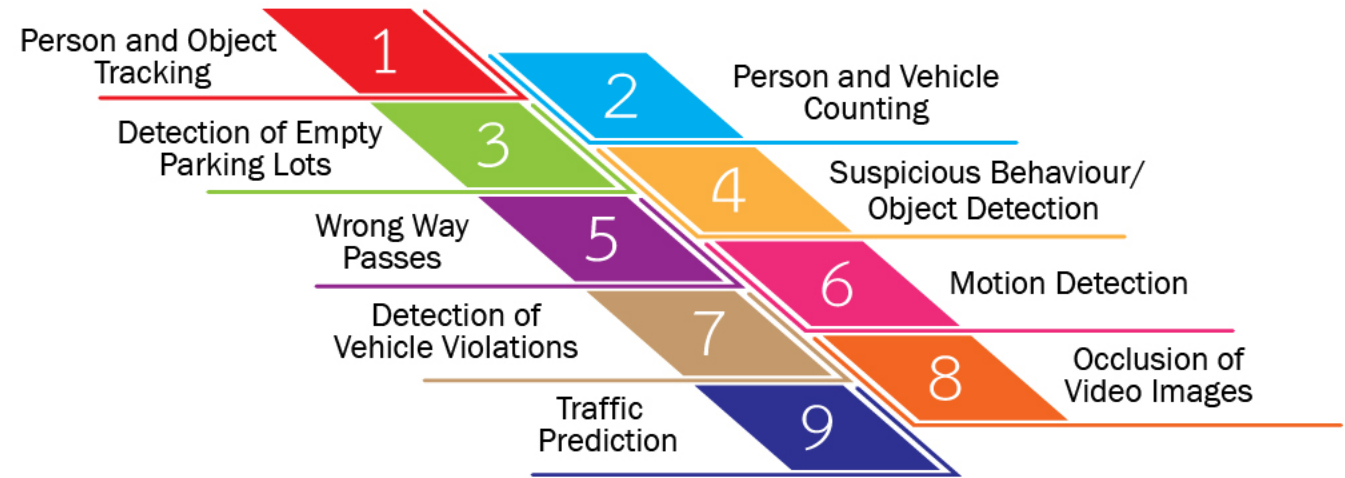 Person and Object
Tracking
1
2
Person and Vehicle
Counting
Detection of Empty
Parking Lots
3
4
Suspicious Behaviour/
Object Detection
Wrong Way
Passes
5
6
Motion Detection
Detection of
Vehicle Violations
7
8
Occlusion of
Video Images
Traffic
Prediction
9